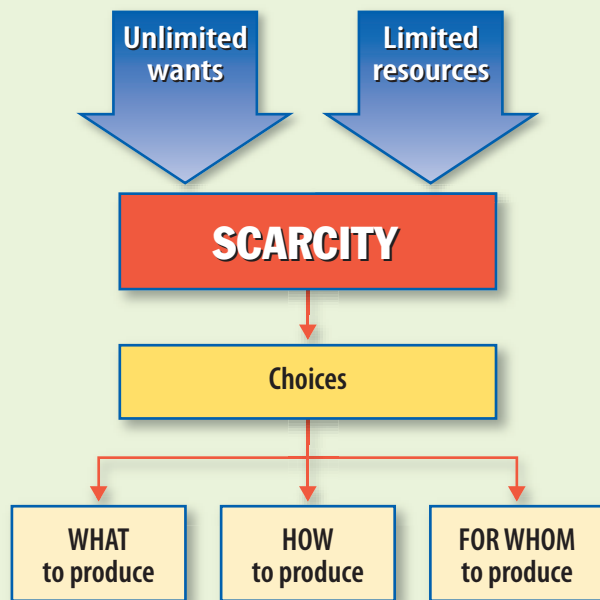 Unlimited
wants
Limited
resources
SCARCITY
Choices
WHAT
to produce
HOW
to produce
FOR WHOM
to produce